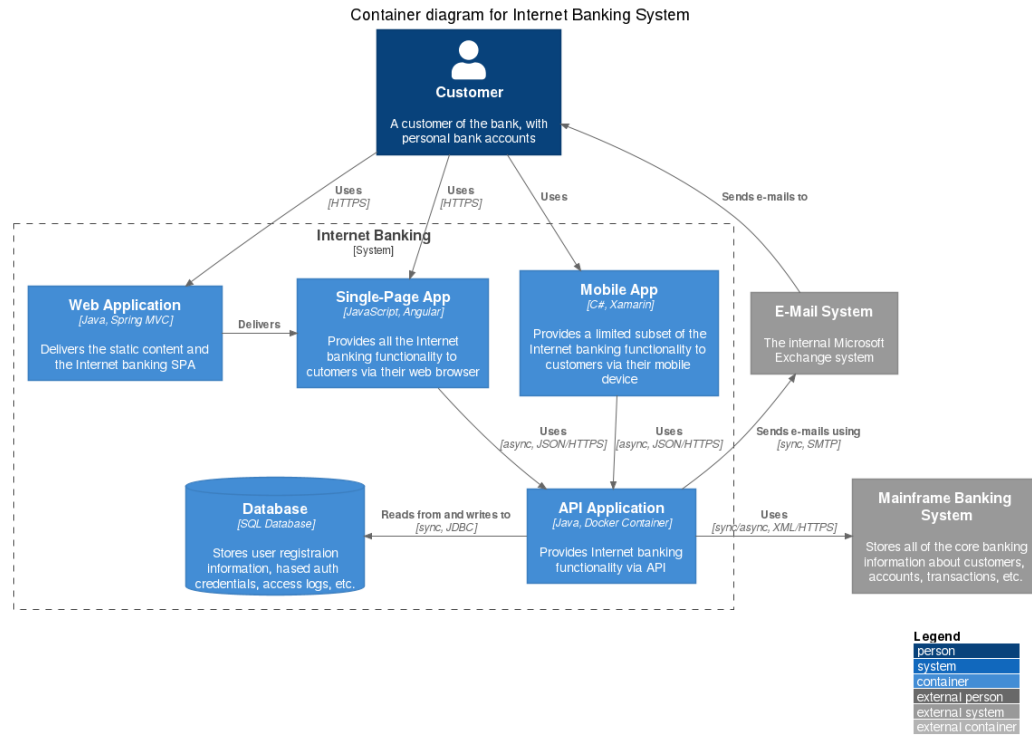 Container diagram for Internet Banking System
Customer
A customer of the bank, with
personal bank accounts
Uses
[HTTPS]
Uses
[HTTPS]
Uses
Sends e-mails to
Internet Banking
[System]
Web Application
[Java, Spring MVC]
Delivers the static content and
the Internet banking SPA
Delivers
Single-Page App
[JavaScript, Angular]
Provides all the Internet
banking functionality to
cutomers via their web browser
Mobile App
[C#, Xamarin]
Provides a limited subset of the
Internet banking functionality to
customers via their mobile
device
E-Mail System
The internal Microsoft
Exchange system
Uses
[async, JSON/HTTPS]
Uses
[async, JSON/HTTPS]
Sends e-mails using
[sync, SMTP]
Database
[SQL Database]
Stores user registraion
information, hased auth
credentials, access logs, etc.
Reads from and writes to
[sync, JDBC]
API Application
[Java, Docker Container]
Provides Internet banking
functionality via API
Uses
[sync/async, XML/HTTPS]
Mainframe Banking
System
Stores all of the core banking
information about customers,
accounts, transactions, etc.
Legend
person
system
container
external person
external system
external container